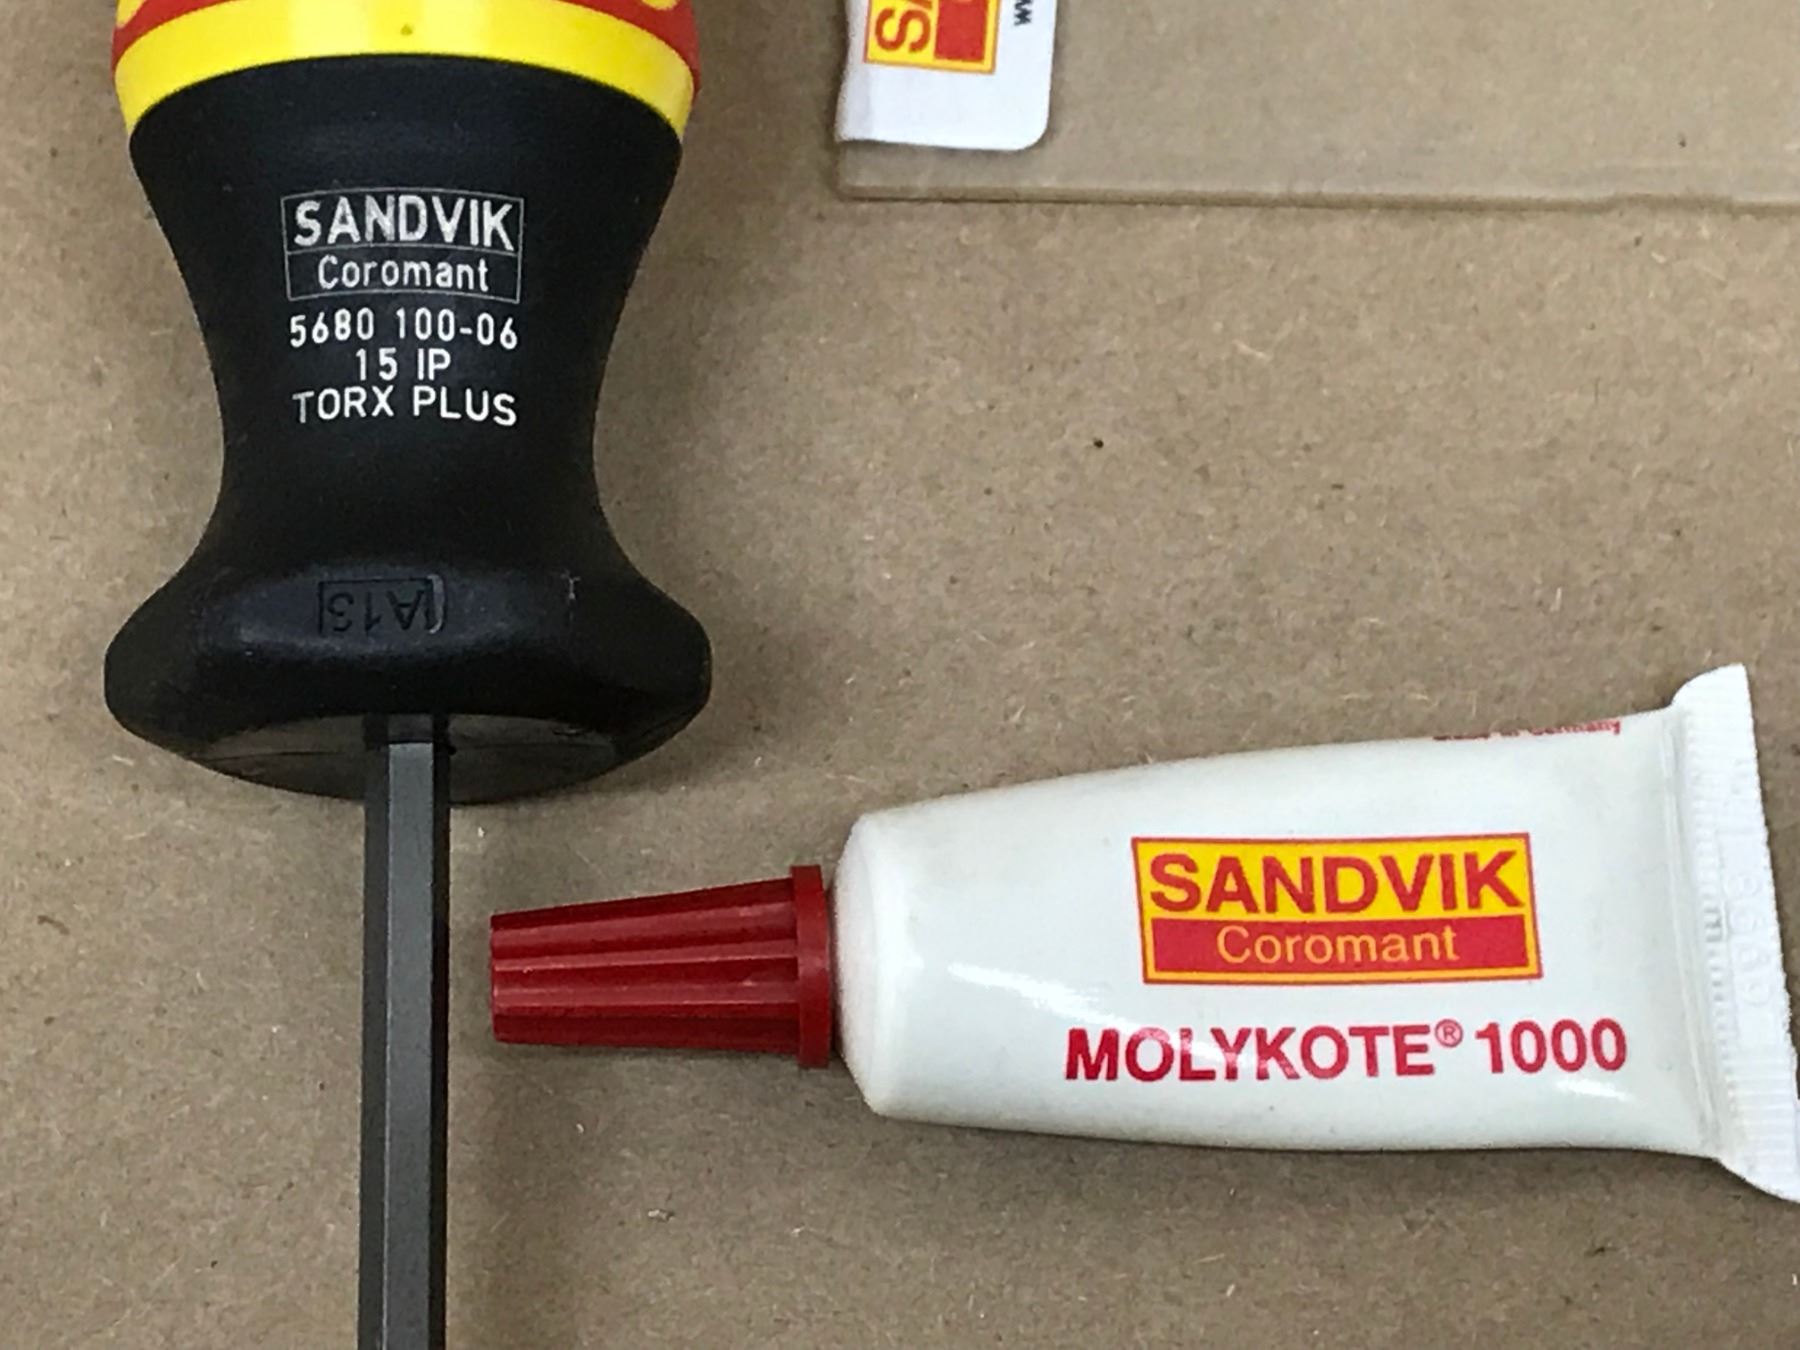 SANDVIK
Coromant
5680 100-06
15 IP
TORX PLUS
A13
SANDVIK
Coromant
MOLYKOTE® 1000